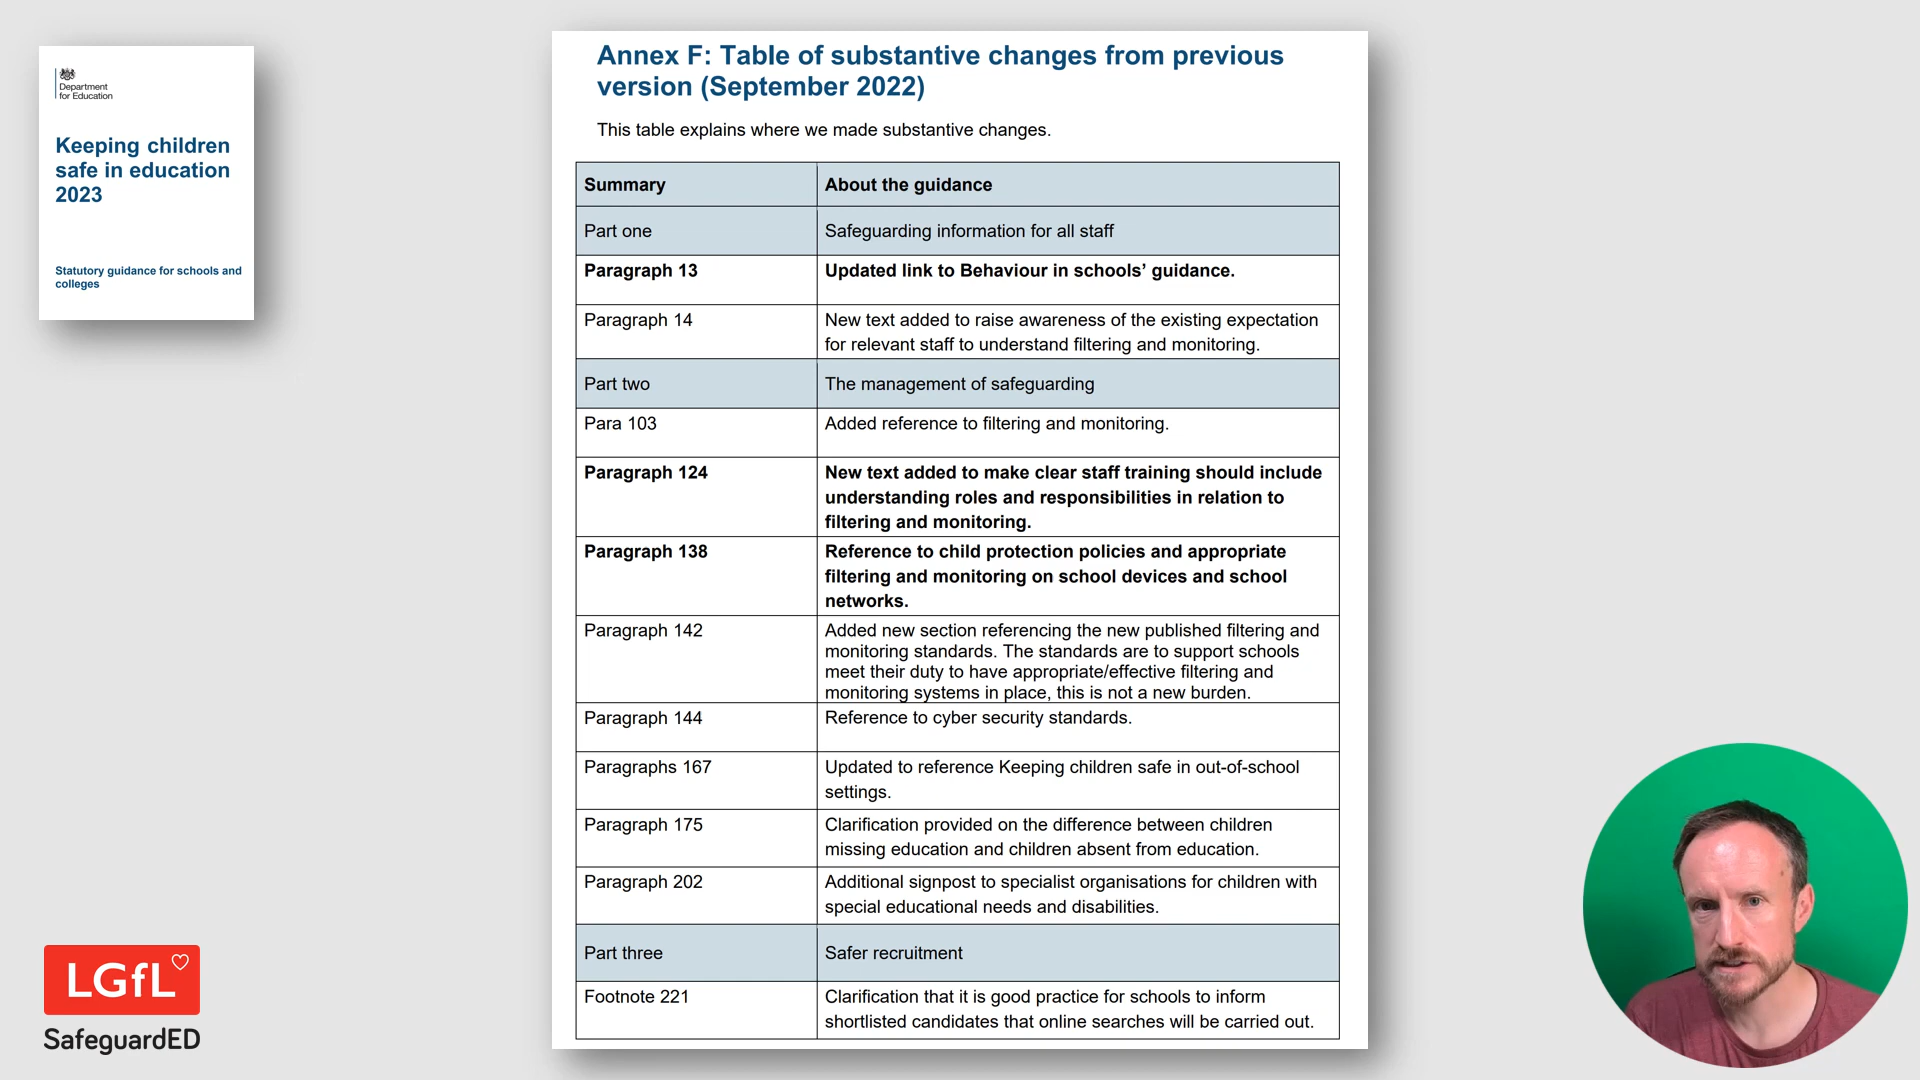 Department
for Education
Keeping children
safe in education
2023
Statutory guidance for schools and
colleges
Annex F: Table of substantive changes from previous
version (September 2022)
This table explains where we made substantive changes.
Summary
About the guidance
Part one
Safeguarding information for all staff
Paragraph 13
Updated link to Behaviour in schools’ guidance.
Paragraph 14
New text added to raise awareness of the existing expectation
for relevant staff to understand filtering and monitoring.
Part two
The management of safeguarding
Para 103
Added reference to filtering and monitoring.
Paragraph 124
New text added to make clear staff training should include
understanding roles and responsibilities in relation to
filtering and monitoring.
Paragraph 138
Reference to child protection policies and appropriate
filtering and monitoring on school devices and school
networks.
Paragraph 142
Added new section referencing the new published filtering and
monitoring standards. The standards are to support schools
meet their duty to have appropriate/effective filtering and
monitoring systems in place, this is not a new burden.
Paragraph 144
Reference to cyber security standards.
Paragraphs 167
Updated to reference Keeping children safe in out-of-school
settings.
Paragraph 175
Clarification provided on the difference between children
missing education and children absent from education.
Paragraph 202
Additional signpost to specialist organisations for children with
special educational needs and disabilities.
Part three
Safer recruitment
Footnote 221
Clarification that it is good practice for schools to inform
shortlisted candidates that online searches will be carried out.
LGfL
SafeguardED